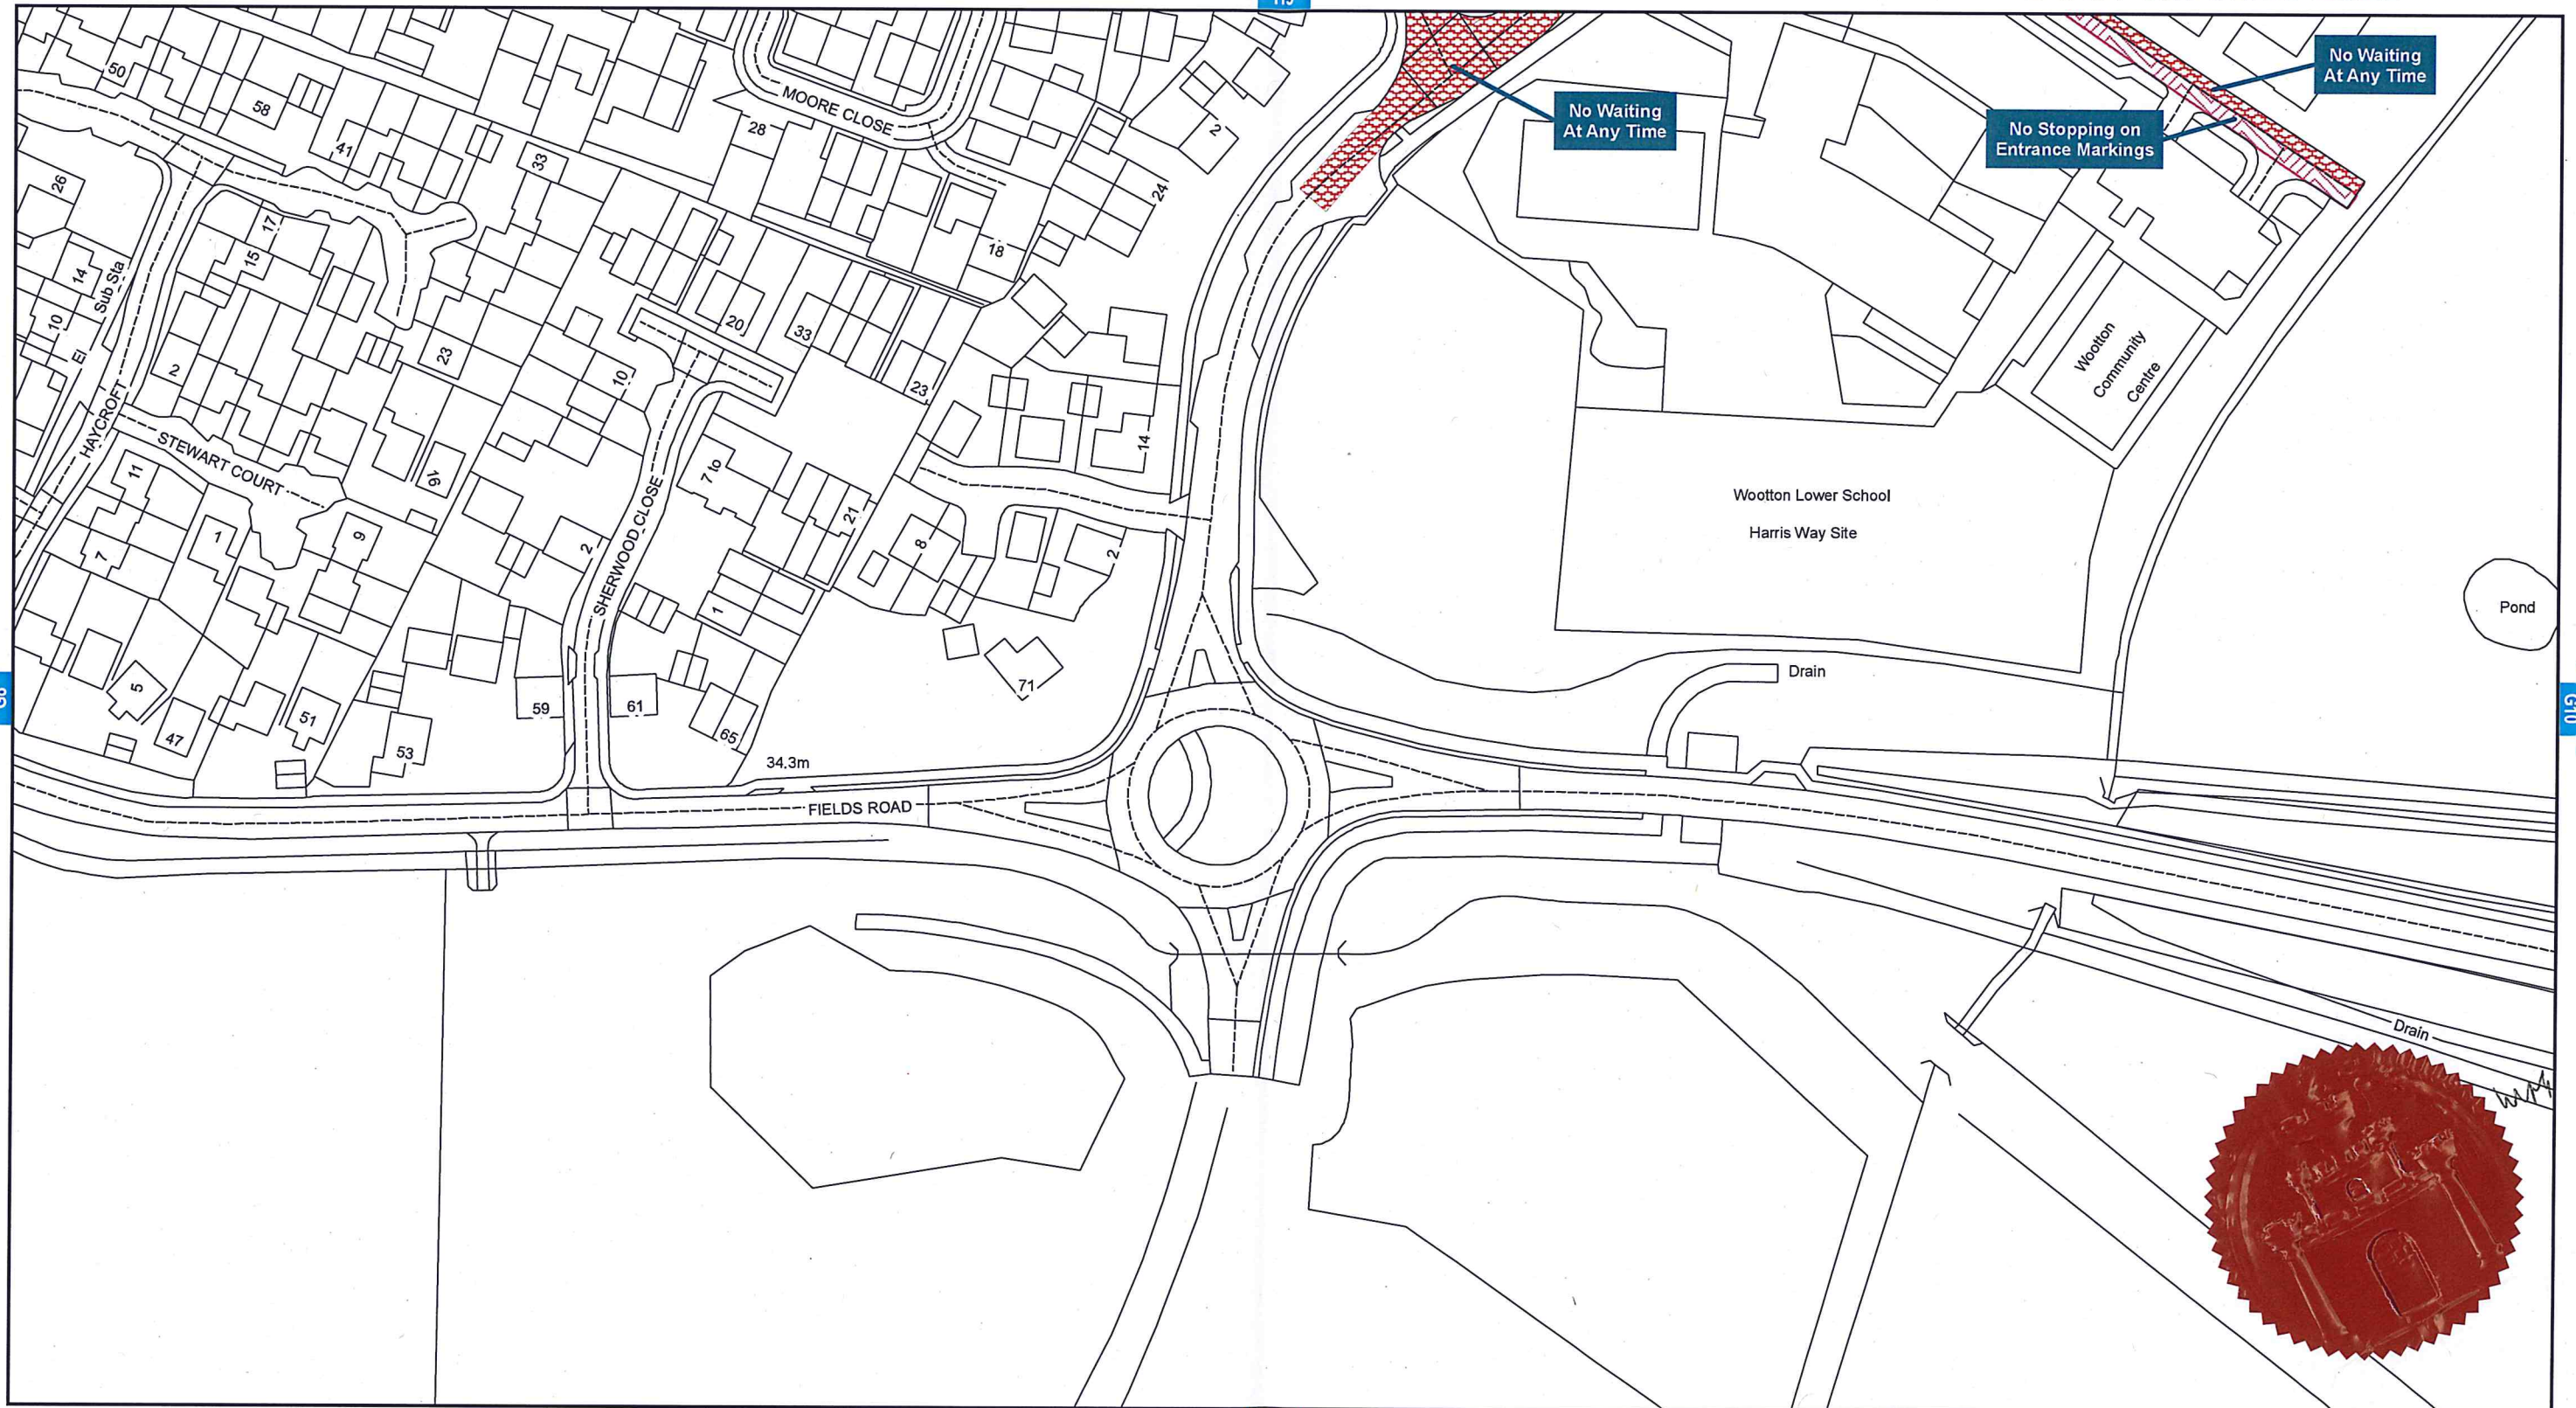 50
58
41
33
28
MOORE CLOSE
2
24
18
No Waiting
At Any Time
No Waiting
At Any Time
No Stopping on
Entrance Markings
26
17
15
14
10
El Sub Sta
2
23
20
33
10
23
HAYCROFT
STEWART COURT
11
7
1
9
16
2
SHERWOOD CLOSE
7 to
21
1
8
2
14
Wootton
Community
Centre
Wootton Lower School
Harris Way Site
Pond
Drain
5
47
51
53
59
61
65
71
34.3m
FIELDS ROAD
G10
Drain